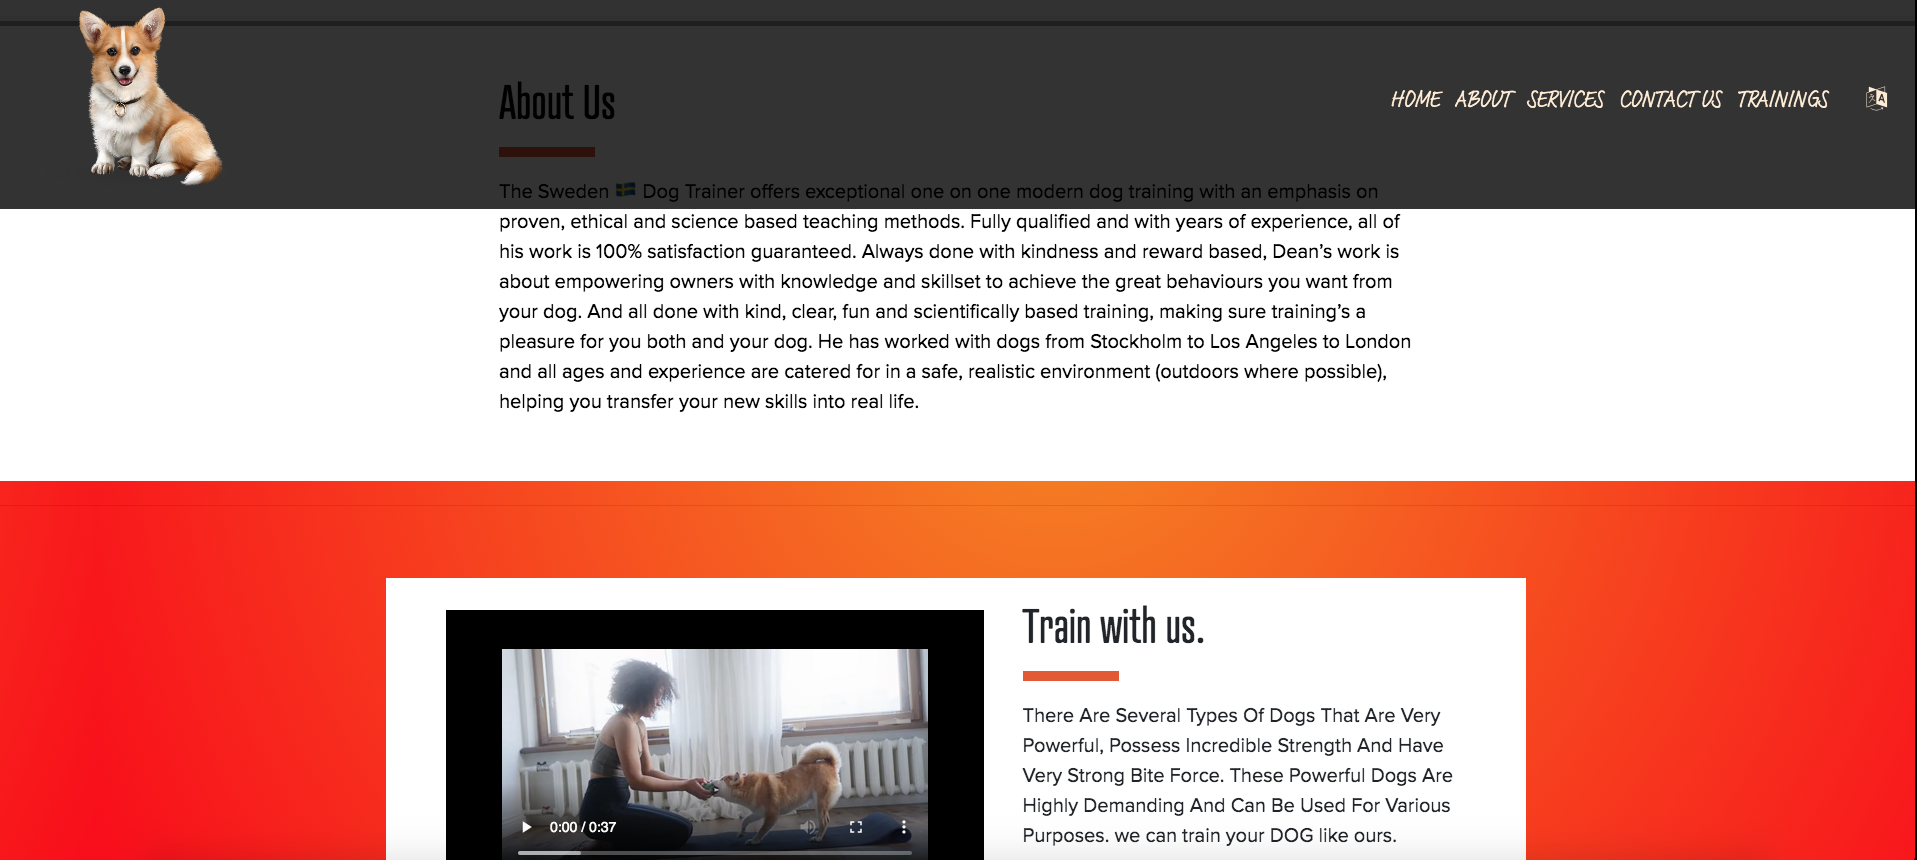 HOME ABOUT SERVICES CONTACT US TRAININGS
About Us
The Sweden 🇸🇪 Dog Trainer offers exceptional one on one modern dog training with an emphasis on
proven, ethical and science based teaching methods. Fully qualified and with years of experience, all of
his work is 100% satisfaction guaranteed. Always done with kindness and reward based, Dean’s work is
about empowering owners with knowledge and skillset to achieve the great behaviours you want from
your dog. And all done with kind, clear, fun and scientifically based training, making sure training’s a
pleasure for you both and your dog. He has worked with dogs from Stockholm to Los Angeles to London
and all ages and experience are catered for in a safe, realistic environment (outdoors where possible),
helping you transfer your new skills into real life.
Train with us.
There Are Several Types Of Dogs That Are Very
Powerful, Possess Incredible Strength And Have
Very Strong Bite Force. These Powerful Dogs Are
Highly Demanding And Can Be Used For Various
Purposes. we can train your DOG like ours.
0:00 / 0:37